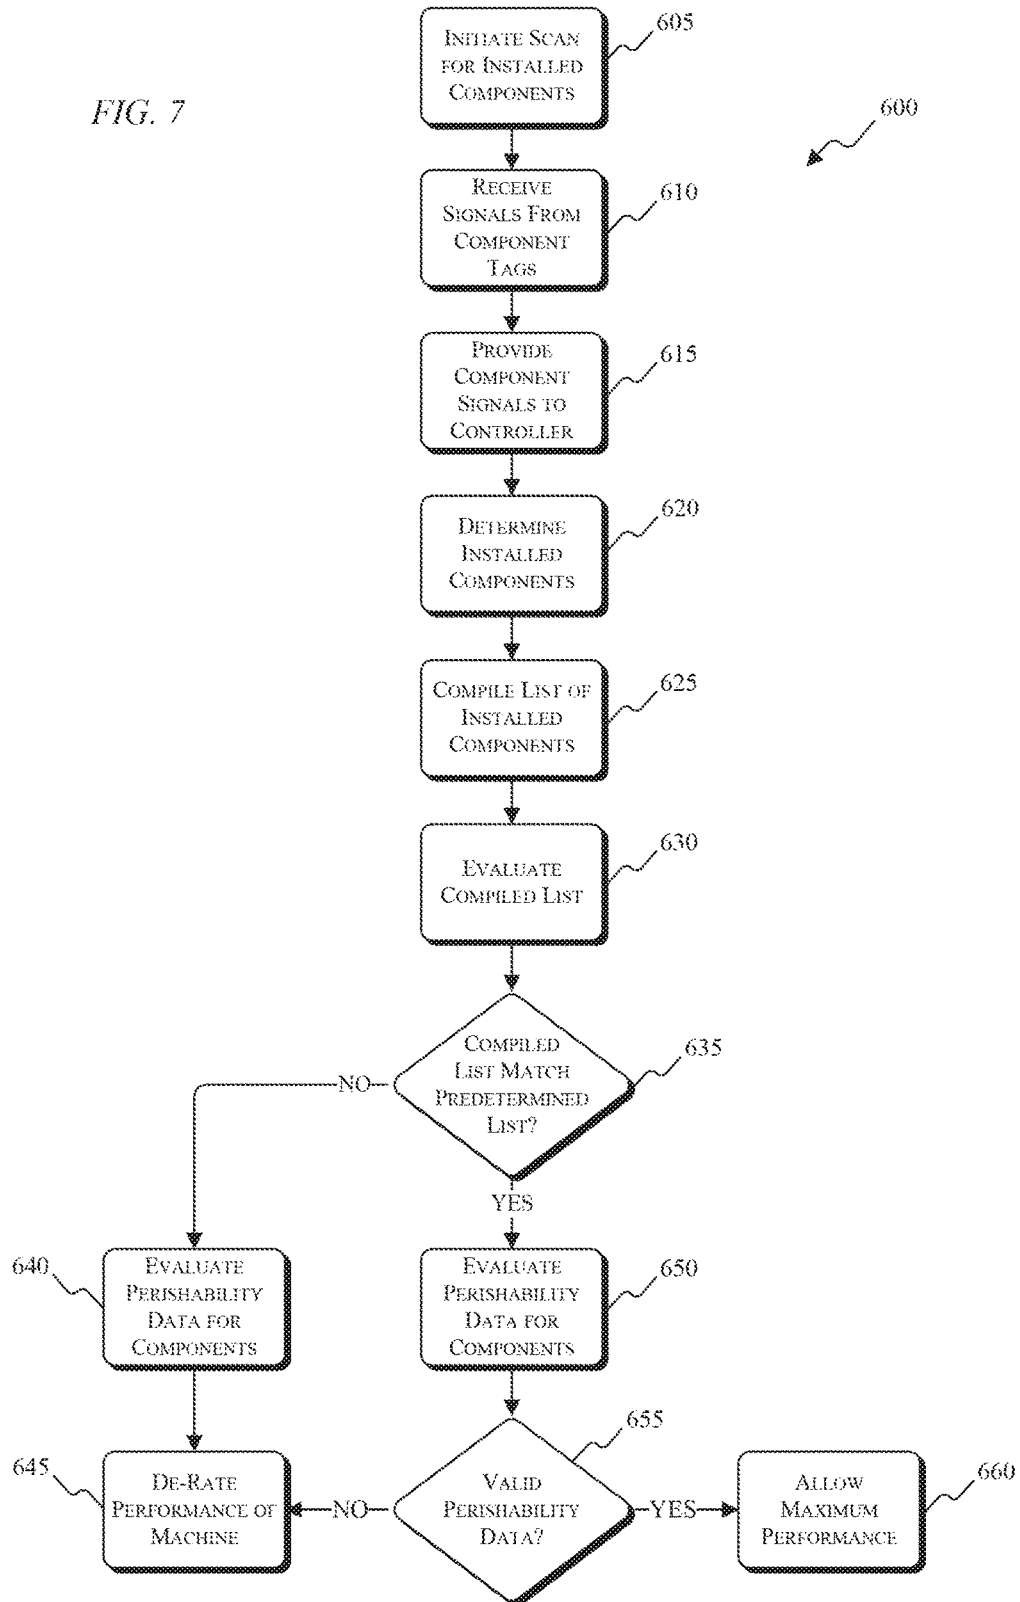 605
INITIATE SCAN
FOR INSTALLED
COMPONENTS
FIG. 7
600
610
RECEIVE
SIGNALS FROM
COMPONENT
TAGS
615
PROVIDE
COMPONENT
SIGNALS TO
CONTROLLER
620
DETERMINE
INSTALLED
COMPONENTS
625
COMPILE LIST OF
INSTALLED
COMPONENTS
630
EVALUATE
COMPILED LIST
635
COMPILED
LIST MATCH
PREDETERMINED
LIST?
NO
YES
640
EVALUATE
PERISHABILITY
DATA FOR
COMPONENTS
650
EVALUATE
PERISHABILITY
DATA FOR
COMPONENTS
645
DE-RATE
PERFORMANCE OF
MACHINE
NO
655
VALID
PERISHABILITY
DATA?
YES
660
ALLOW
MAXIMUM
PERFORMANCE